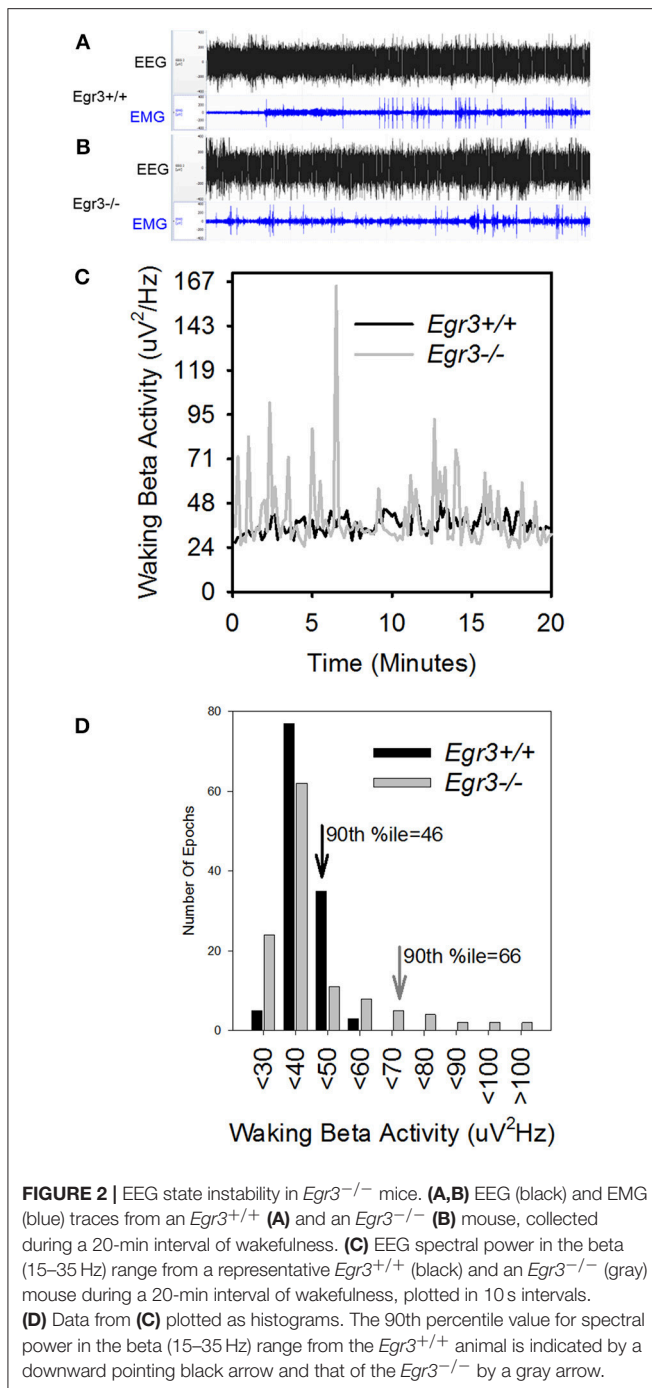 A
EEG
Egr3+/+
EMG
B
EEG
Egr3-/-
EMG
C
Waking Beta Activity (uV²/Hz)
167
143
119
95
71
48
24
0
Egr3+/+
Egr3-/-
0 5 10 15 20
Time (Minutes)
D
Number Of Epochs
80
60
40
20
0
Egr3+/+
Egr3-/-
90th %ile=46
90th %ile=66
<30 <40 <50 <60 <70 <80 <90 <100 >100
Waking Beta Activity (uV²Hz)
FIGURE 2 | EEG state instability in Egr3−/− mice. (A,B) EEG (black) and EMG
(blue) traces from an Egr3+/+ (A) and an Egr3−/− (B) mouse, collected
during a 20-min interval of wakefulness. (C) EEG spectral power in the beta
(15–35 Hz) range from a representative Egr3+/+ (black) and an Egr3−/− (gray)
mouse during a 20-min interval of wakefulness, plotted in 10 s intervals.
(D) Data from (C) plotted as histograms. The 90th percentile value for spectral
power in the beta (15–35 Hz) range from the Egr3+/+ animal is indicated by a
downward pointing black arrow and that of the Egr3−/− by a gray arrow.